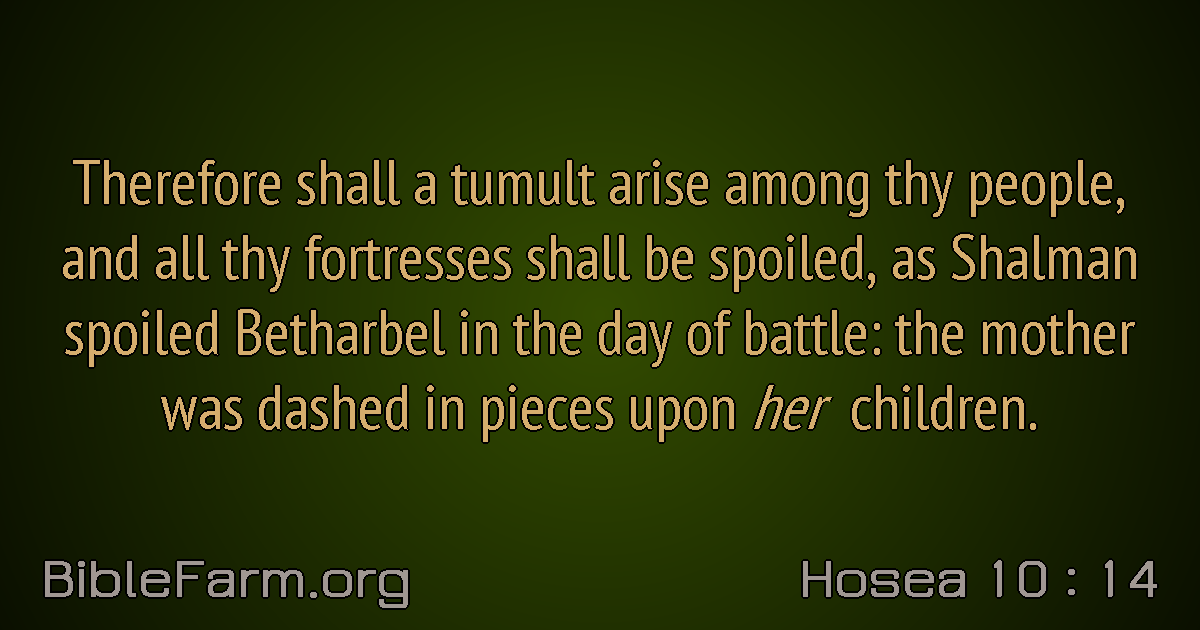 Therefore shall a tumult arise among thy people,
and all thy fortresses shall be spoiled, as Shalman
spoiled Betharbel in the day of battle: the mother
was dashed in pieces upon her children.
BibleFarm.org
Hosea 10 : 14